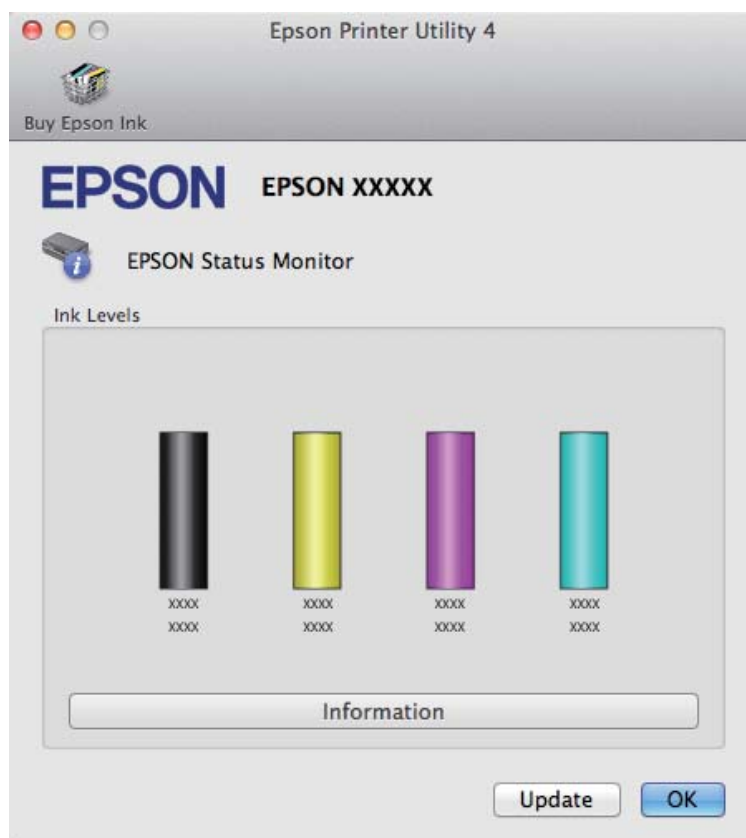 Epson Printer Utility 4
Buy Epson Ink
EPSON EPSON XXXXX
EPSON Status Monitor
Ink Levels
xxxx xxxx xxxx xxxx
xxxx xxxx xxxx xxxx
Information
Update OK